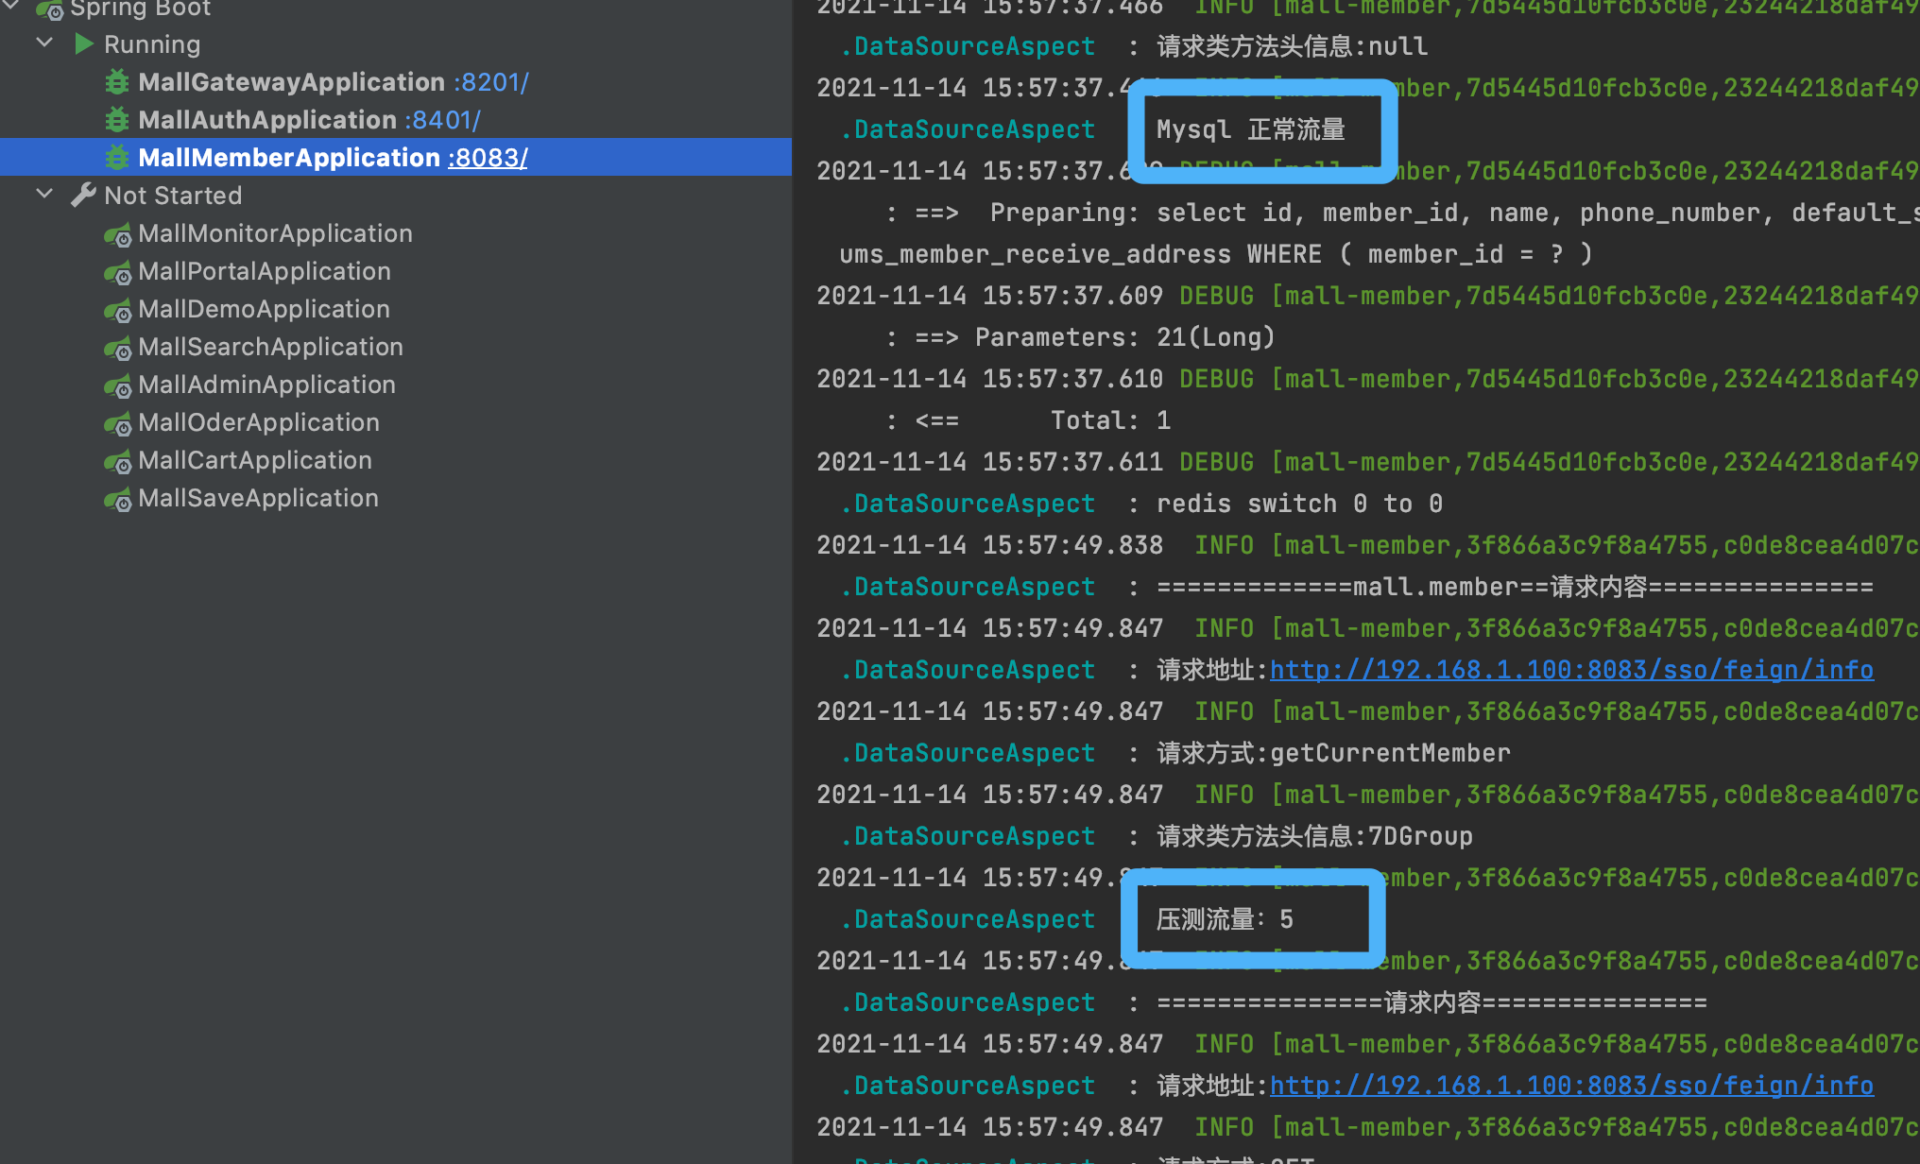 Spring Boot
Running
MallGatewayApplication :8201/
MallAuthApplication :8401/
MallMemberApplication :8083/
Not Started
MallMonitorApplication
MallPortalApplication
MallDemoApplication
MallSearchApplication
MallAdminApplication
MallOderApplication
MallCartApplication
MallSaveApplication
2021-11-14 15:57:37.466 INFO [mall-member,7d5445d10fcb3c0e,23244218daf49
.DataSourceAspect : 请求类方法头信息:null
2021-11-14 15:57:37.4 INFO [mber,7d5445d10fcb3c0e,23244218daf49
.DataSourceAspect Mysql 正常流量
2021-11-14 15:57:37.6 DEBUG mber,7d5445d10fcb3c0e,23244218daf49
: ==> Preparing: select id, member_id, name, phone_number, default_s
ums_member_receive_address WHERE ( member_id = ? )
2021-11-14 15:57:37.609 DEBUG [mall-member,7d5445d10fcb3c0e,23244218daf49
: ==> Parameters: 21(Long)
2021-11-14 15:57:37.610 DEBUG [mall-member,7d5445d10fcb3c0e,23244218daf49
: <== Total: 1
2021-11-14 15:57:37.611 DEBUG [mall-member,7d5445d10fcb3c0e,23244218daf49
.DataSourceAspect : redis switch 0 to 0
2021-11-14 15:57:49.838 INFO [mall-member,3f866a3c9f8a4755,c0de8cea4d07c
.DataSourceAspect : =============mall.member==请求内容===============
2021-11-14 15:57:49.847 INFO [mall-member,3f866a3c9f8a4755,c0de8cea4d07c
.DataSourceAspect : 请求地址:http://192.168.1.100:8083/sso/feign/info
2021-11-14 15:57:49.847 INFO [mall-member,3f866a3c9f8a4755,c0de8cea4d07c
.DataSourceAspect : 请求方式:getCurrentMember
2021-11-14 15:57:49.847 INFO [mall-member,3f866a3c9f8a4755,c0de8cea4d07c
.DataSourceAspect : 请求类方法头信息:7DGroup
2021-11-14 15:57:49. ember,3f866a3c9f8a4755,c0de8cea4d07c
.DataSourceAspect 压测流量: 5
2021-11-14 15:57:49. ember,3f866a3c9f8a4755,c0de8cea4d07c
.DataSourceAspect : ===============请求内容===============
2021-11-14 15:57:49.847 INFO [mall-member,3f866a3c9f8a4755,c0de8cea4d07c
.DataSourceAspect : 请求地址:http://192.168.1.100:8083/sso/feign/info
2021-11-14 15:57:49.847 INFO [mall-member,3f866a3c9f8a4755,c0de8cea4d07c
.DataSourceAspect : 请求方式:GET